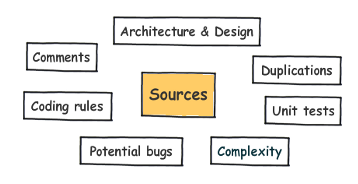 Architecture & Design
Comments
Duplications
Sources
Coding rules
Unit tests
Potential bugs
Complexity